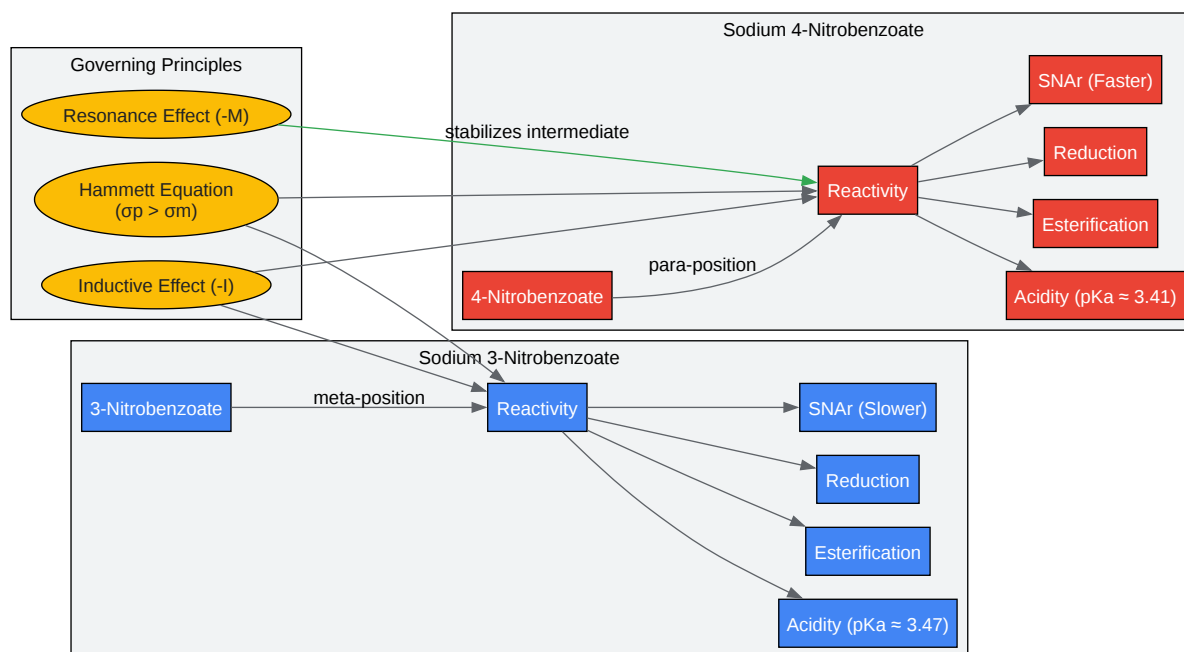 Governing Principles
Resonance Effect (-M)
Hammett Equation
(σp > σm)
Inductive Effect (-I)
stabilizes intermediate
Sodium 4-Nitrobenzoate
4-Nitrobenzoate
para-position
Reactivity
SNAr (Faster)
Reduction
Esterification
Acidity (pKa ≈ 3.41)
Sodium 3-Nitrobenzoate
3-Nitrobenzoate
meta-position
Reactivity
SNAr (Slower)
Reduction
Esterification
Acidity (pKa ≈ 3.47)